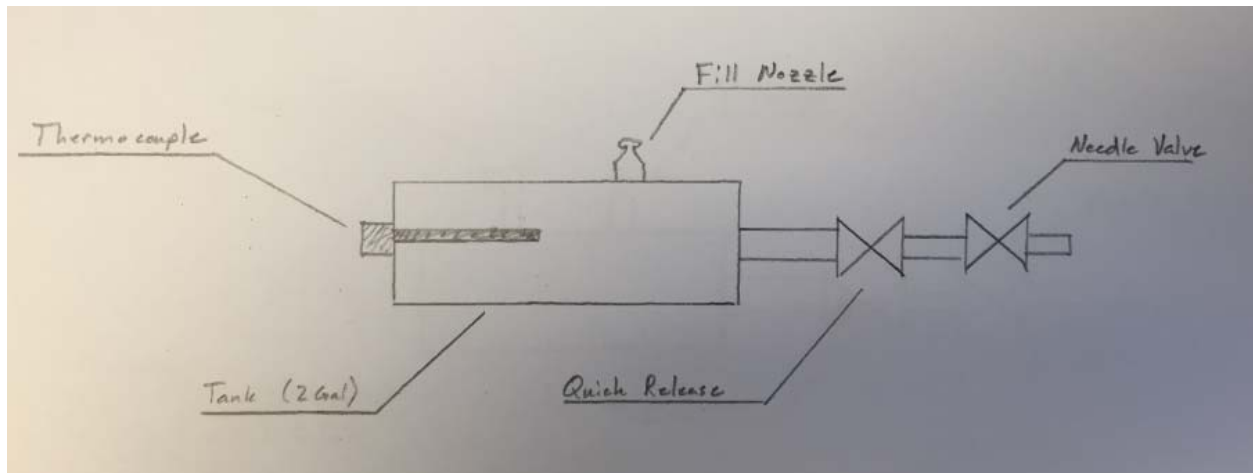 Fill Nozzle
Thermocouple
Needle Valve
Tank (2 Gal)
Quick Release